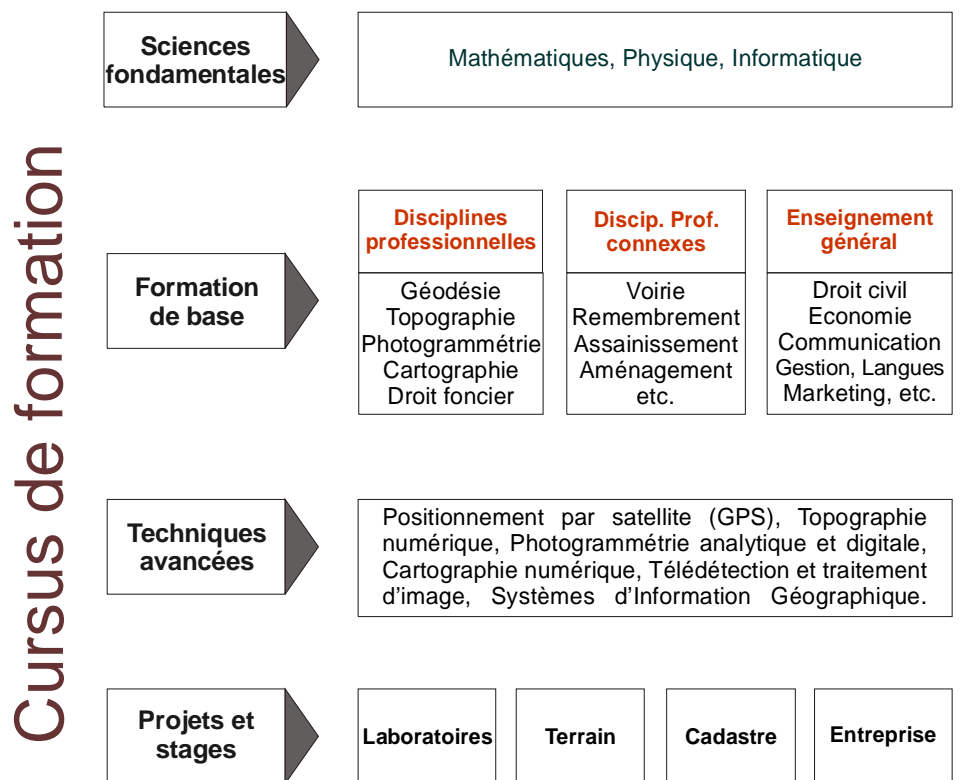 Cursus de formation
Sciences
fondamentales
Mathématiques, Physique, Informatique
Formation
de base
Disciplines
professionnelles
Géodésie
Topographie
Photogrammétrie
Cartographie
Droit foncier
Discip. Prof.
connexes
Voirie
Remembrement
Assainissement
Aménagement
etc.
Enseignement
général
Droit civil
Economie
Communication
Gestion, Langues
Marketing, etc.
Techniques
avancées
Positionnement par satellite (GPS), Topographie
numérique, Photogrammétrie analytique et digitale,
Cartographie numérique, Télédétection et traitement
d'image, Systèmes d'Information Géographique.
Projets et
stages
Laboratoires
Terrain
Cadastre
Entreprise